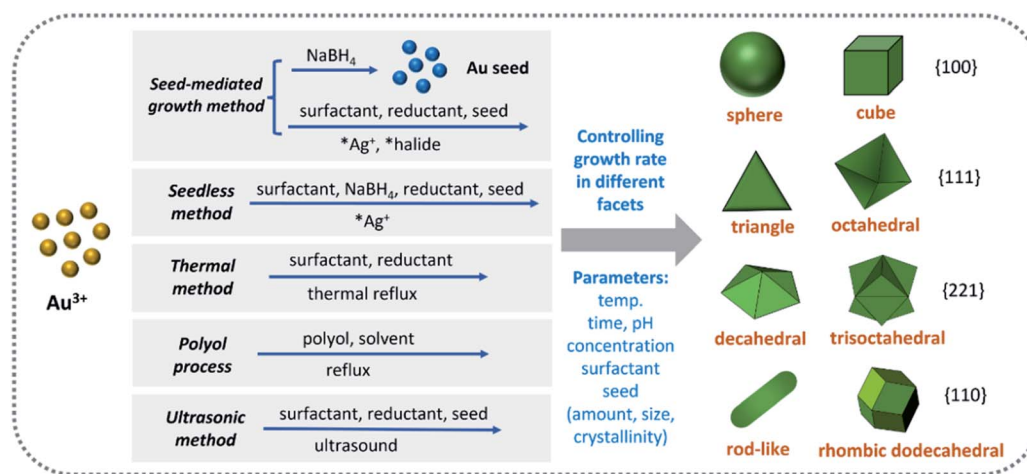 Au³⁺
Seed-mediated
growth method
NaBH₄
Au seed
surfactant, reductant, seed
*Ag⁺, *halide
Seedless
method
surfactant, NaBH₄, reductant, seed
*Ag⁺
Thermal
method
surfactant, reductant
thermal reflux
Polyol
process
polyol, solvent
reflux
Ultrasonic
method
surfactant, reductant, seed
ultrasound
Controlling
growth rate
in different
facets
Parameters:
temp.
time, pH
concentration
surfactant
seed
(amount, size,
crystallinity)
sphere
cube
{100}
triangle
octahedral
{111}
decahedral
trisoctahedral
{221}
rod-like
rhombic dodecahedral
{110}